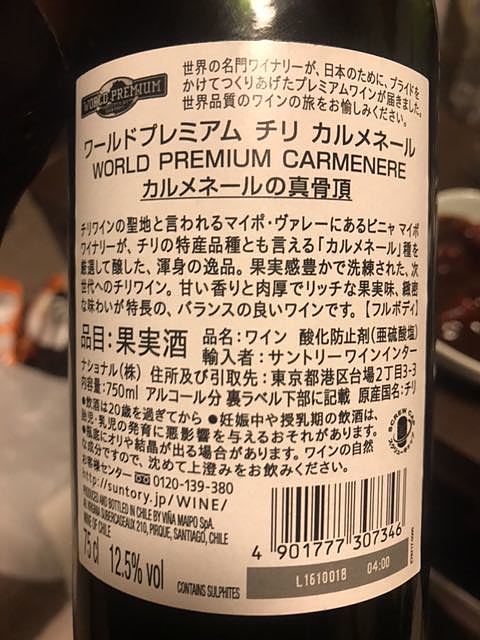 WORLD PREMIUM
世界の名門ワイナリーが、日本のために、プライドを
かけてつくりあげたプレミアムワインが届きました。
世界品質のワインの旅をお愉しみください。
ワールドプレミアム チリ カルメネール
WORLD PREMIUM CARMENERE
カルメネールの真骨頂
チリワインの聖地と言われるマイポ・ヴァレーにあるビニャ マイポ
ワイナリーが、チリの特産品種とも言える「カルメネール」種を
厳選して醸した、渾身の逸品。果実感豊かで洗練された、次
世代へのチリワイン。甘い香りと肉厚でリッチな果実味、緻密
な味わいが特長の、バランスの良いワインです。【フルボディ】
品目:果実酒 品名:ワイン 酸化防止剤(亜硫酸塩)
輸入者:サントリーワインインター
ナショナル(株) 住所及び引取先:東京都港区台場2丁目3-3
内容量:750ml アルコール分 裏ラベル下部に記載 原産国名:チリ
●飲酒は20歳を過ぎてから ●妊娠中や授乳期の飲酒は、
胎児・乳児の発育に悪影響を与えるおそれがあります。
●瓶底にオリや結晶が出る場合があります。ワインの自然
な成分ですので、沈めて上澄みをお飲みください。
お客様センター 0120-139-380
http://suntory.jp/WINE/
PRODUCED AND BOTTLED IN CHILE BY VIÑA MAIPO SpA.
AV. VIRGINIA SUBERCASEAUX 210, PIRQUE, SANTIAGO, CHILE
WINE OF CHILE
75 cl 12.5% vol
CONTAINS SULPHITES
4 901777 307346
L1610018 04:00